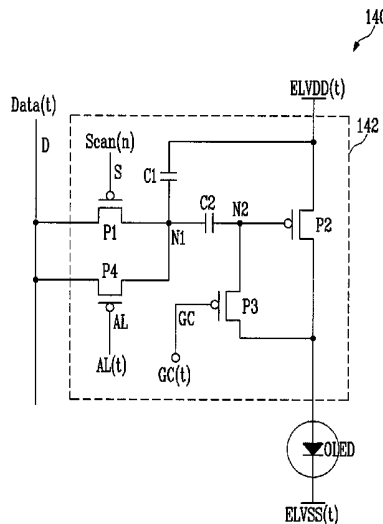 140
ELVDD(t)
Data(t)
142
D
Scan(n)
S
C1
C2
N2
P1
N1
P2
P4
P3
GC
AL
AL(t)
GC(t)
OLED
ELVSS(t)